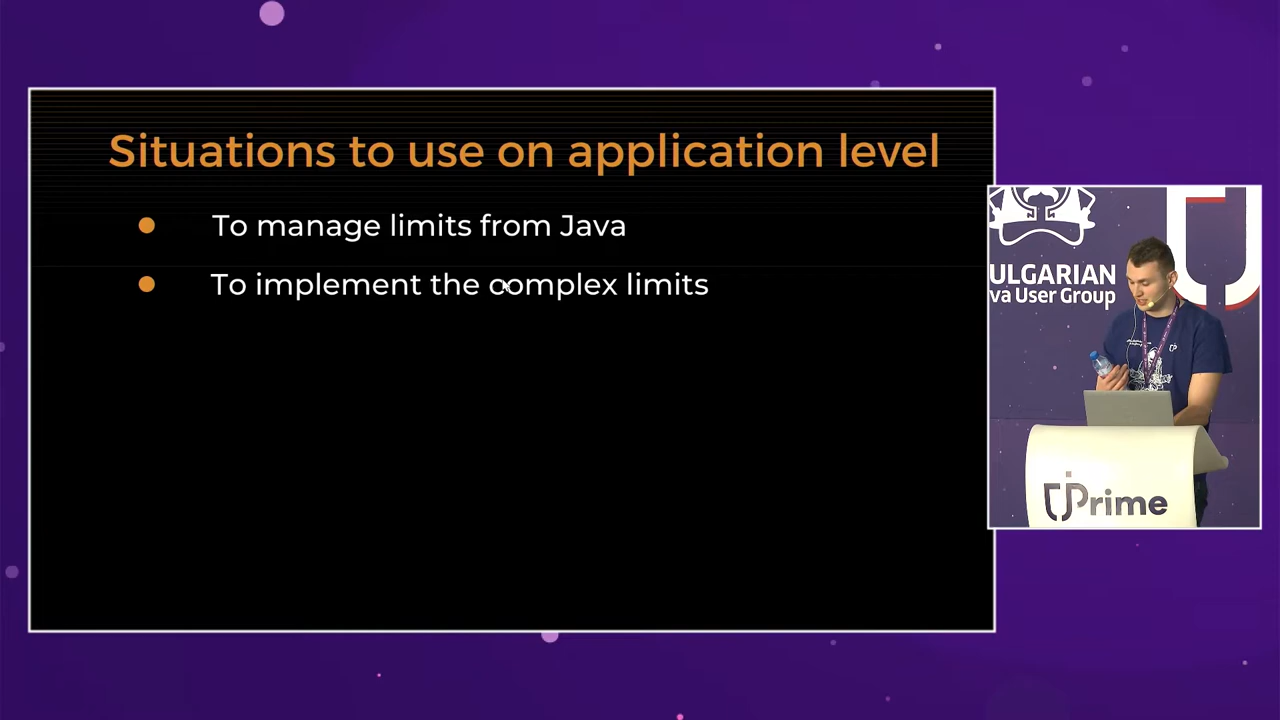 Situations to use on application level
To manage limits from Java
To implement the complex limits
ULGARIAN
va User Group
jPrime